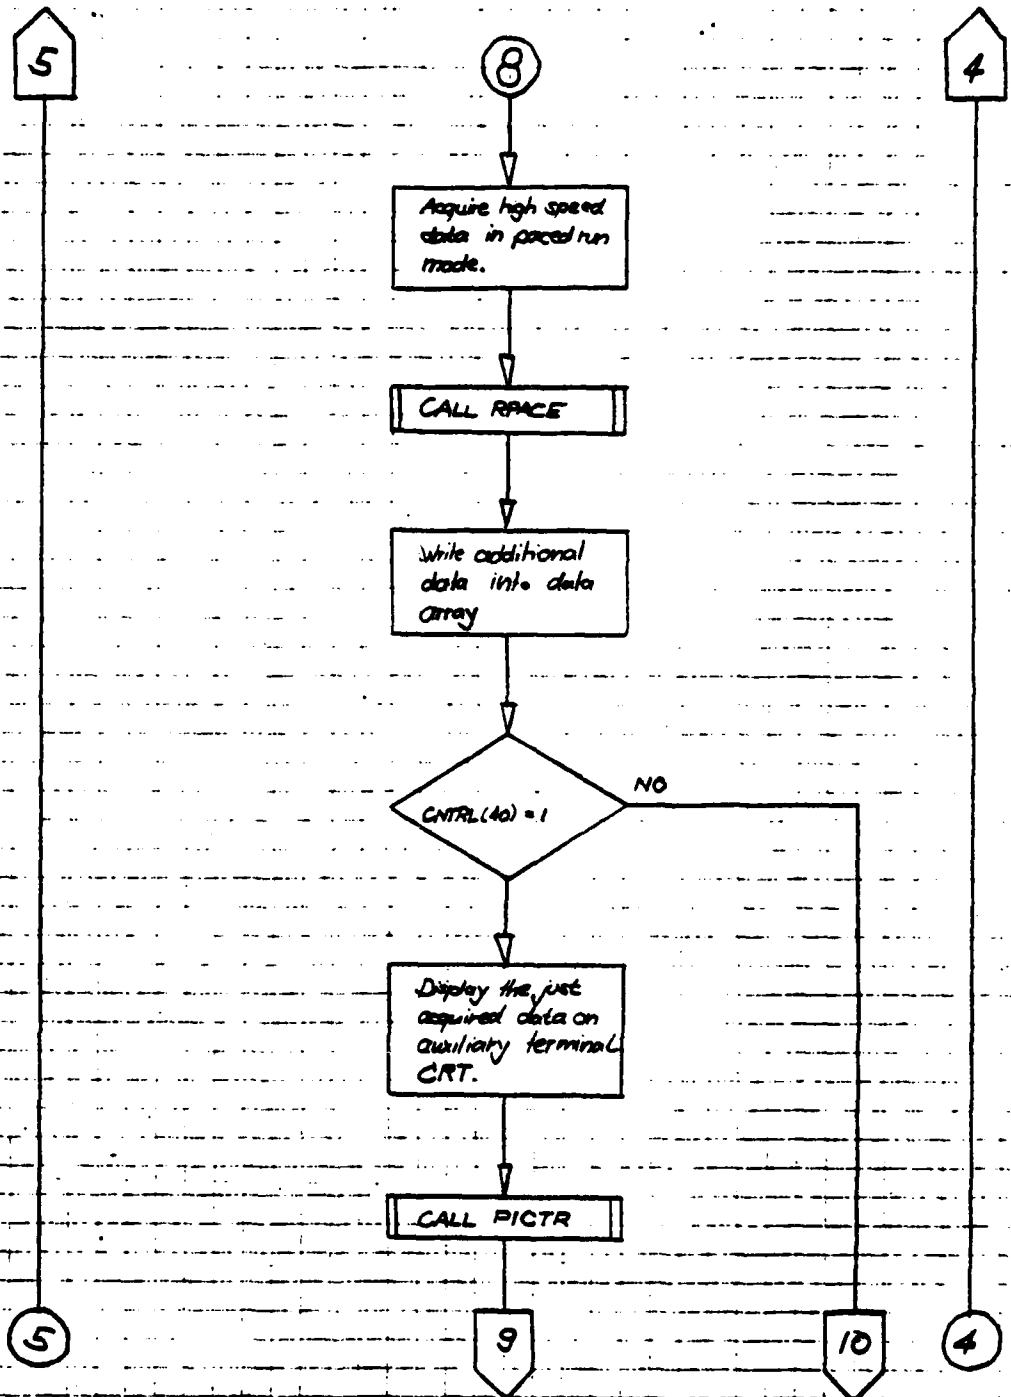 5
8
4
Acquire high speed
data in paced run
mode.
CALL RPACE
Write additional
data into data
array
CNTRL(40) = 1
NO
Display the just
acquired data on
auxiliary terminal
CRT.
CALL PICTR
5
9
10
4